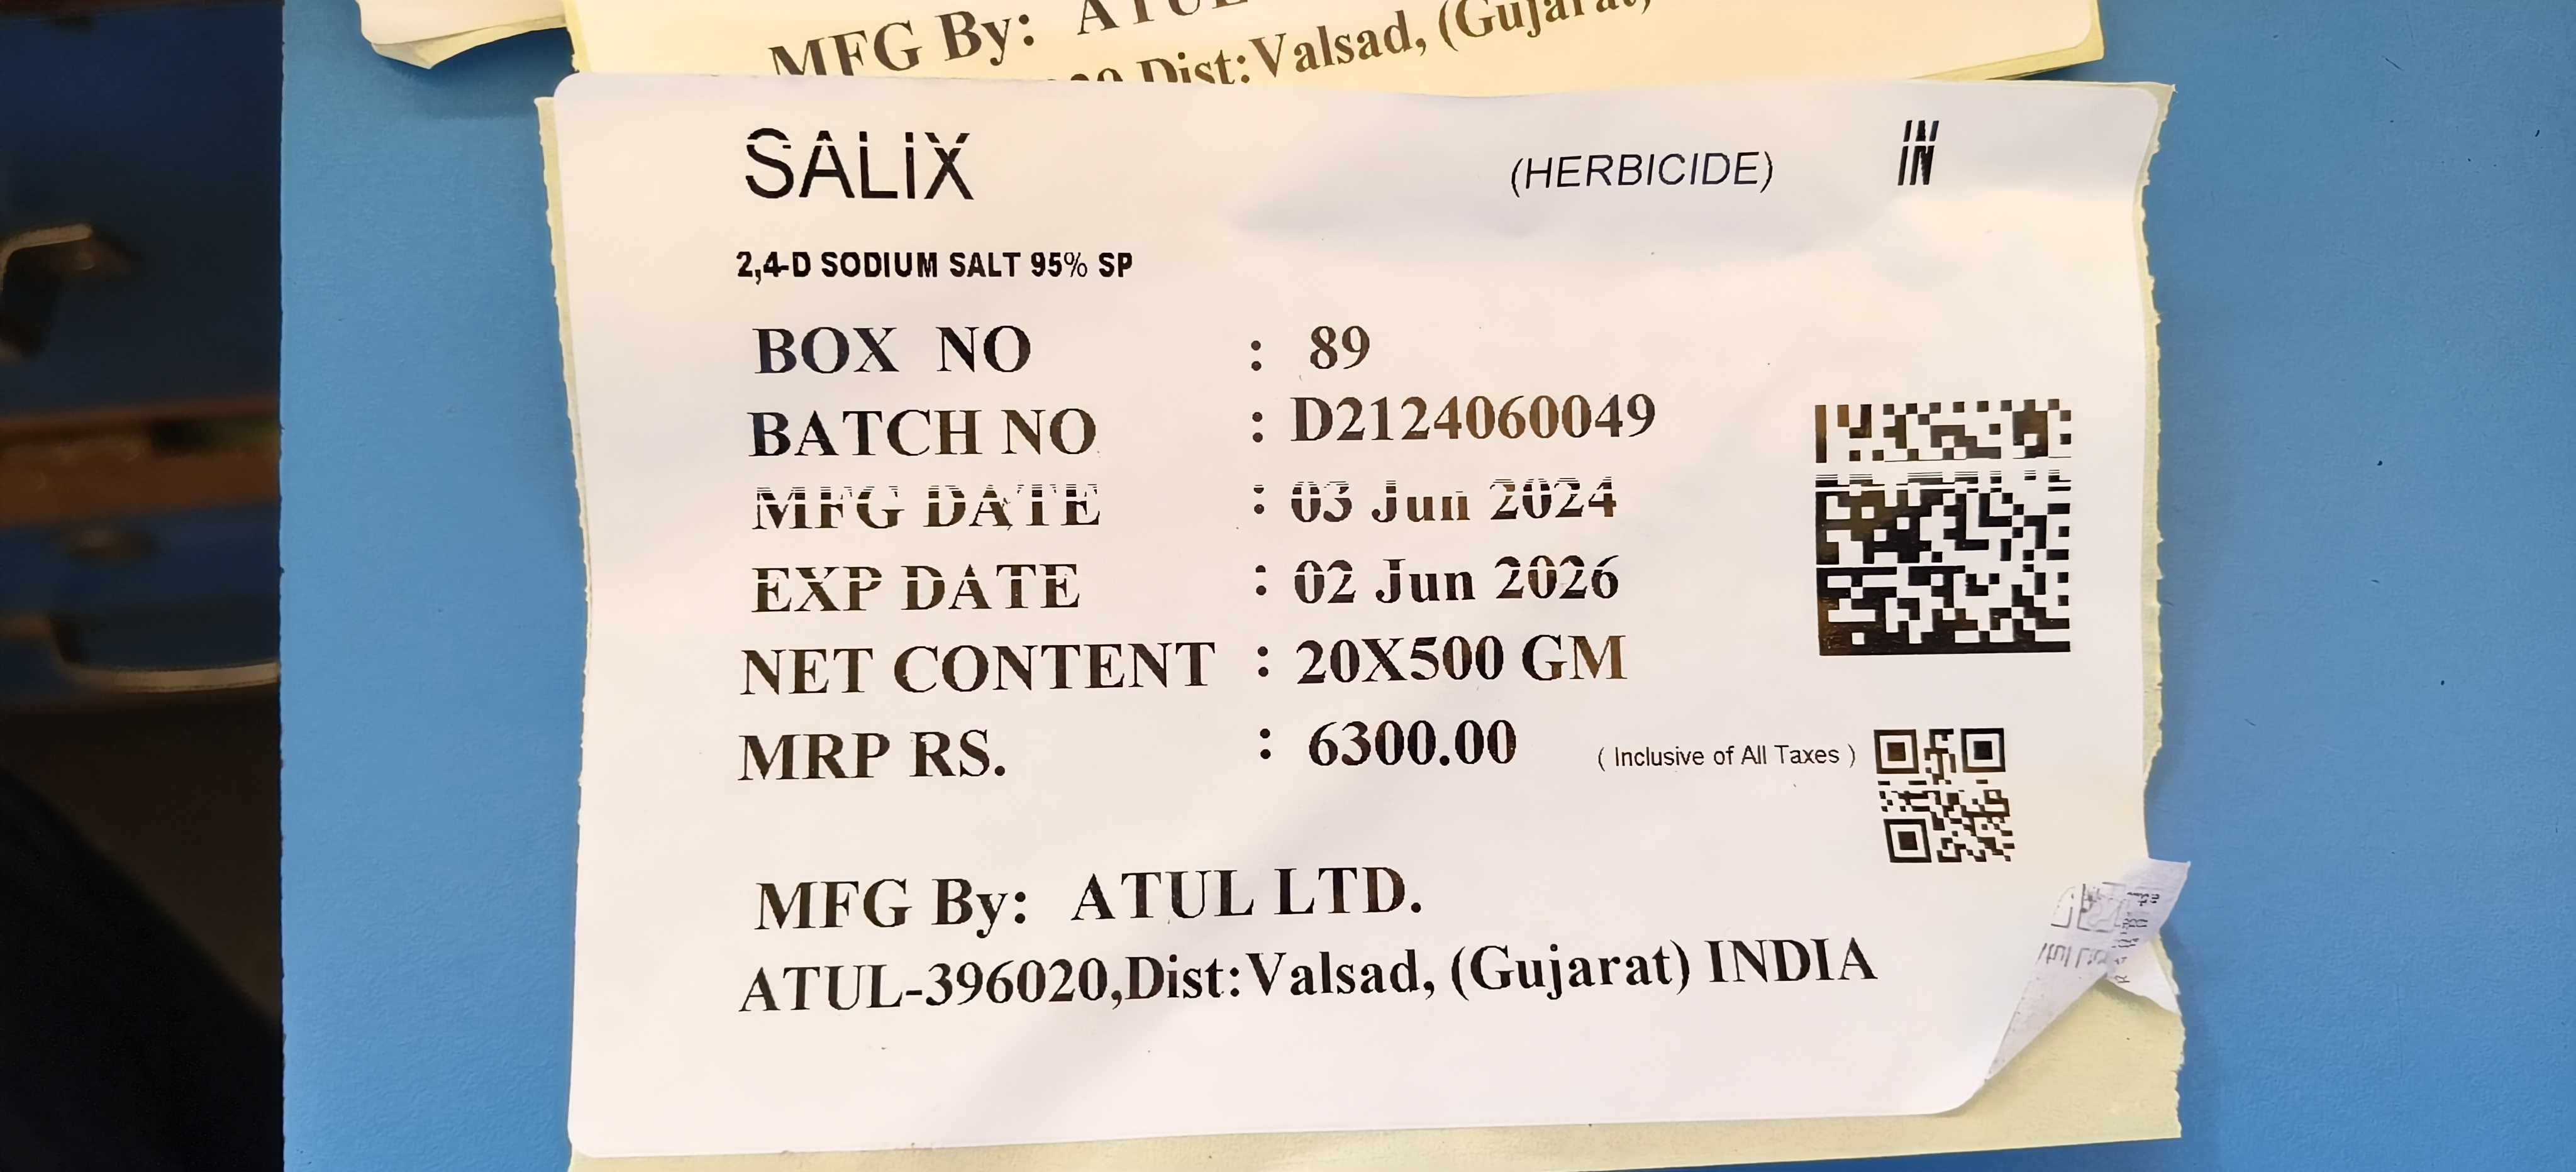 MFG By: ATUL
Dist:Valsad, (Gujarat)
SALiX (HERBICIDE) IN
2,4-D SODIUM SALT 95% SP
BOX NO : 89
BATCH NO : D2124060049
MFG DATE : 03 Jun 2024
EXP DATE : 02 Jun 2026
NET CONTENT : 20X500 GM
MRP RS. : 6300.00 ( Inclusive of All Taxes )
MFG By: ATUL LTD.
ATUL-396020,Dist:Valsad, (Gujarat) INDIA